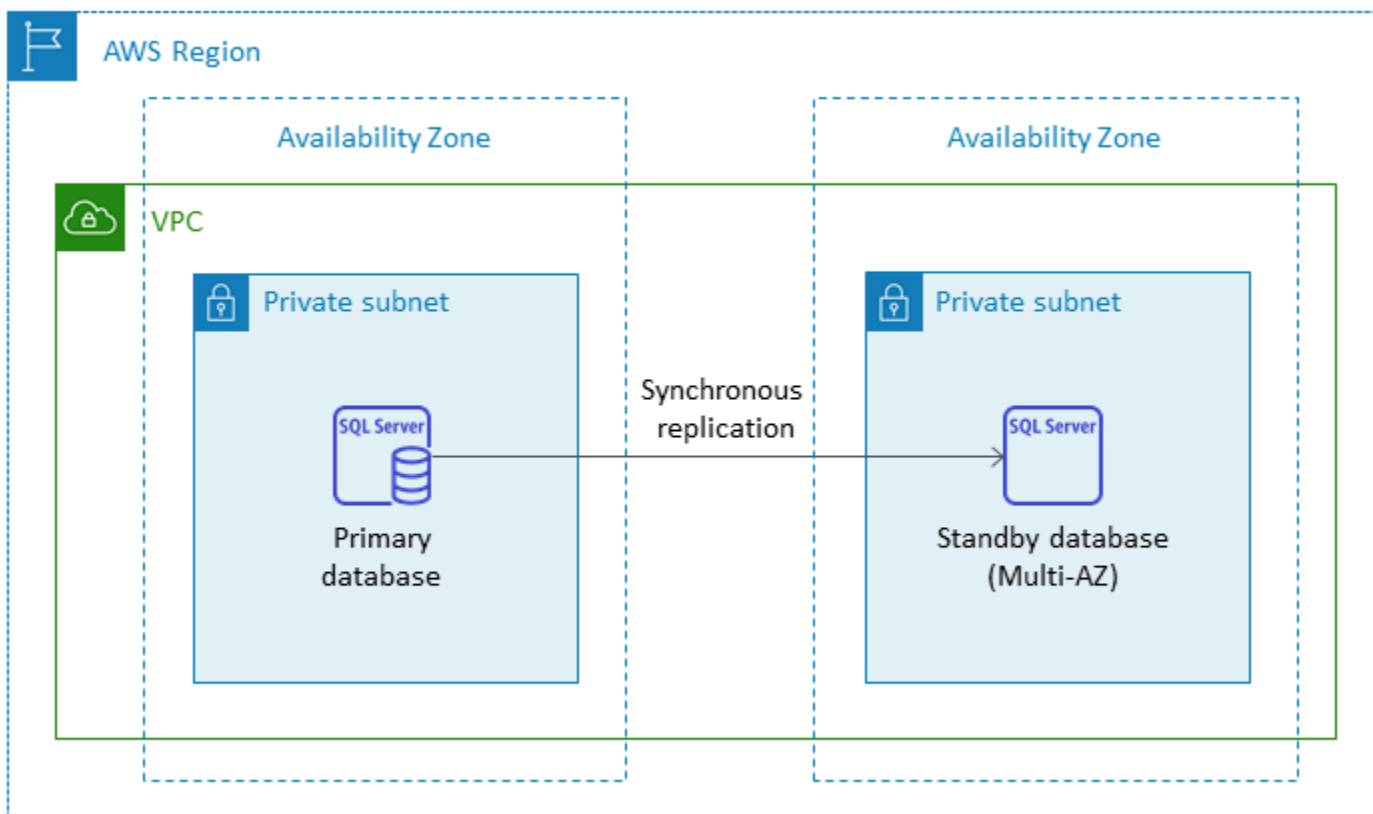 AWS Region
Availability Zone
Availability Zone
VPC
Private subnet
Private subnet
Synchronous
replication
SQL Server
SQL Server
Primary
database
Standby database
(Multi-AZ)